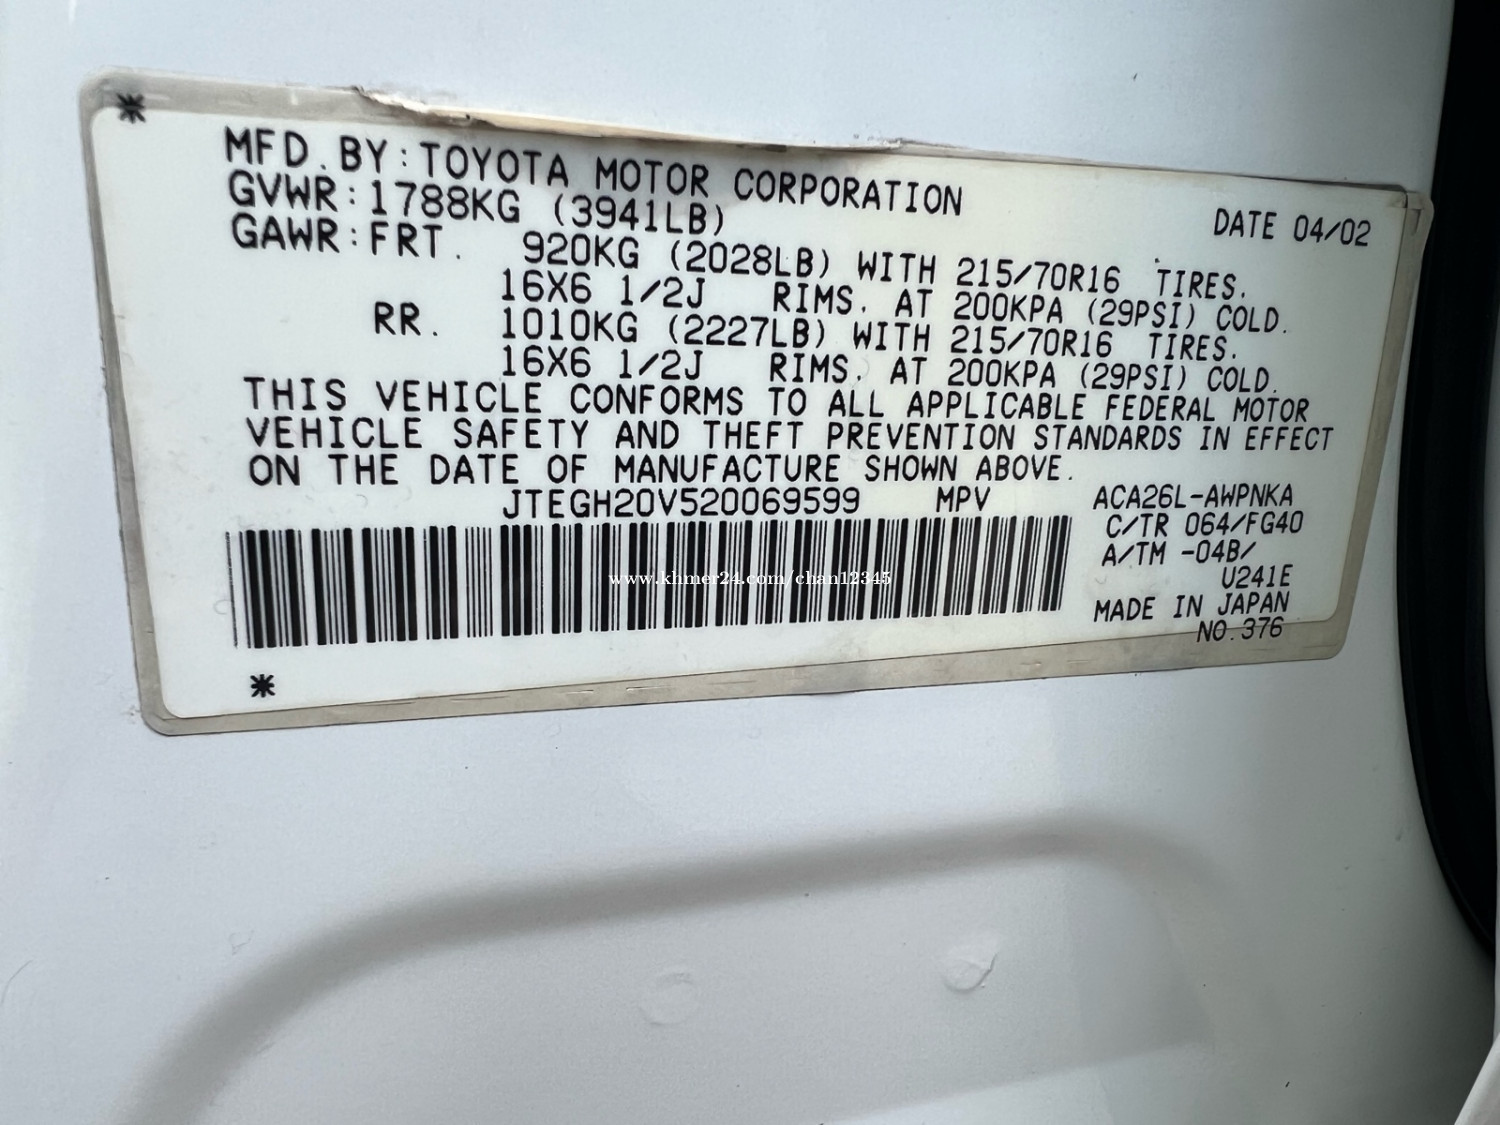 MFD.BY:TOYOTA MOTOR CORPORATION
DATE 04/02
GVWR:1788KG (3941LB)
GAWR:FRT. 920KG (2028LB) WITH 215/70R16 TIRES.
16X6 1/2J RIMS. AT 200KPA (29PSI) COLD.
RR. 1010KG (2227LB) WITH 215/70R16 TIRES.
16X6 1/2J RIMS. AT 200KPA (29PSI) COLD.
THIS VEHICLE CONFORMS TO ALL APPLICABLE FEDERAL MOTOR
VEHICLE SAFETY AND THEFT PREVENTION STANDARDS IN EFFECT
ON THE DATE OF MANUFACTURE SHOWN ABOVE.
JTEGH20V520069599 MPV
ACA26L-AWPNKA
C/TR 064/FG40
A/TM -04B/
U241E
MADE IN JAPAN
NO.376
www.khmer24.com/chan12345